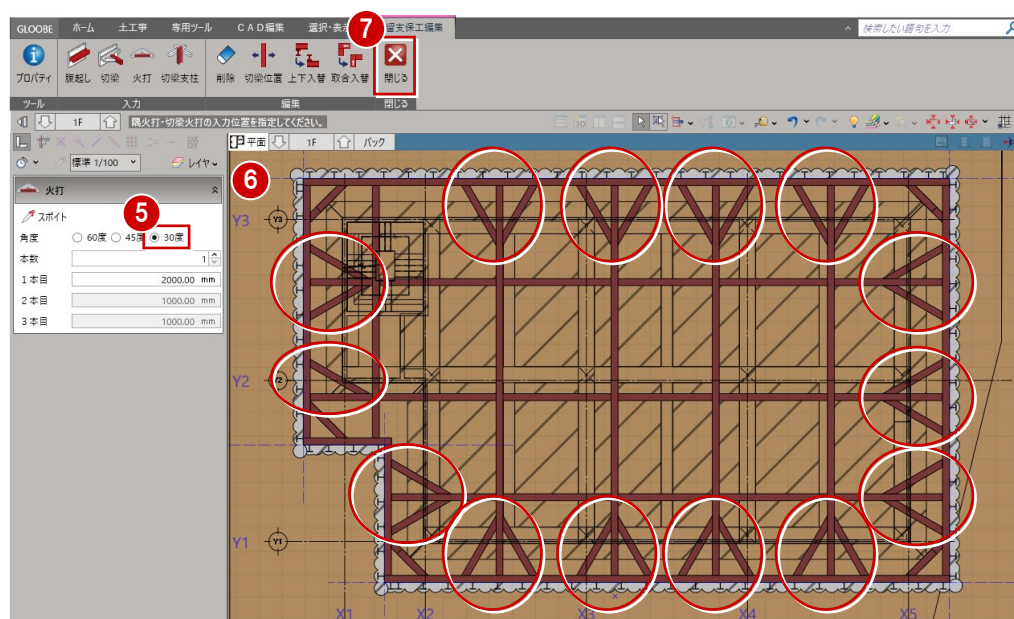 GLOOBE ホーム 土工事 専用ツール CAD編集 選択・表示 留支保工編集 検索したい語句を入力
7
プロパティ 腹起し 切梁 火打 切梁支柱 削除 切梁位置 上下入替 取合入替 閉じる
ツール 入力 編集 閉じる
1F 隅火打・切梁火打の入力位置を指定してください。
平面 1F パック
標準 1/100 レイヤ
火打
スポイト
5
角度 60度 45度 30度
本数 1
1本目 2000.00 mm
2本目 1000.00 mm
3本目 1000.00 mm
6
Y3 Y3
Y2 Y2
Y1 Y1
X1 X2 X3 X4 X5